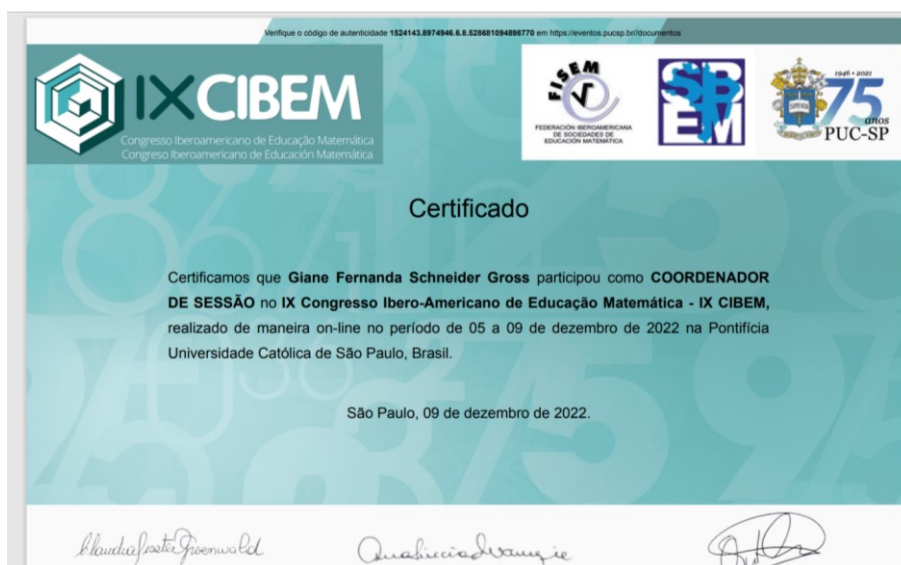 Verifique o código de autenticidade 1524143.8974946.6.8.528681094898770 em https://eventos.pucsp.br//documentos
IXCIBEM
Congresso Iberoamericano de Educação Matemática
Congreso Iberoamericano de Educación Matemática
FISEM
FEDERACIÓN IBEROAMERICANA
DE SOCIEDADES DE
EDUCACIÓN MATEMÁTICA
SB
EM
1946 - 2021
75
anos
PUC-SP
Certificado
Certificamos que Giane Fernanda Schneider Gross participou como COORDENADOR
DE SESSÃO no IX Congresso Ibero-Americano de Educação Matemática - IX CIBEM,
realizado de maneira on-line no período de 05 a 09 de dezembro de 2022 na Pontifícia
Universidade Católica de São Paulo, Brasil.
São Paulo, 09 de dezembro de 2022.